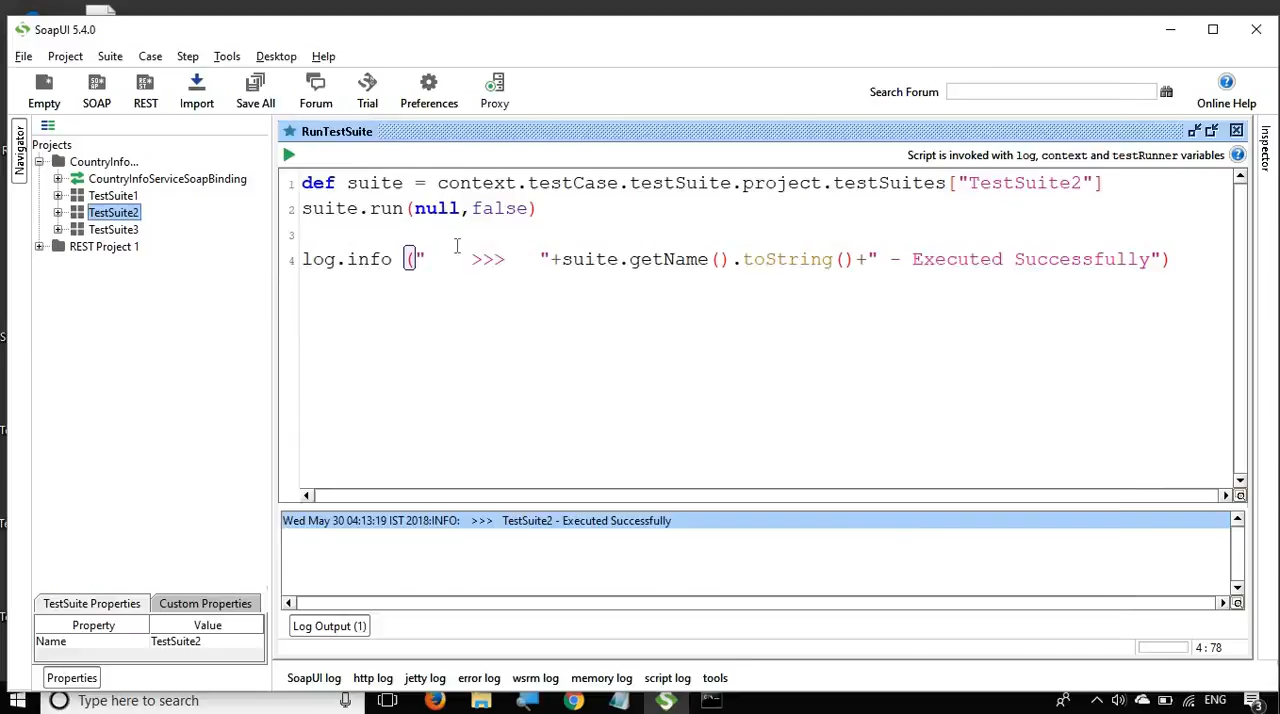 SoapUI 5.4.0
File Project Suite Case Step Tools Desktop Help
Empty SOAP REST Import Save All Forum Trial Preferences Proxy
Search Forum
Online Help
Navigator
Projects
CountryInfo...
CountryInfoServiceSoapBinding
TestSuite1
TestSuite2
TestSuite3
REST Project 1
RunTestSuite
Script is invoked with log, context and testRunner variables
1 def suite = context.testCase.testSuite.project.testSuites["TestSuite2"]
2 suite.run(null,false)
3
4 log.info (" >>> "+suite.getName().toString()+" - Executed Successfully")
Inspector
Wed May 30 04:13:19 IST 2018:INFO: >>> TestSuite2 - Executed Successfully
Log Output (1)
4 : 78
TestSuite Properties Custom Properties
Property Value
Name TestSuite2
Properties
SoapUI log http log jetty log error log wsrm log memory log script log tools
Type here to search
ENG
3